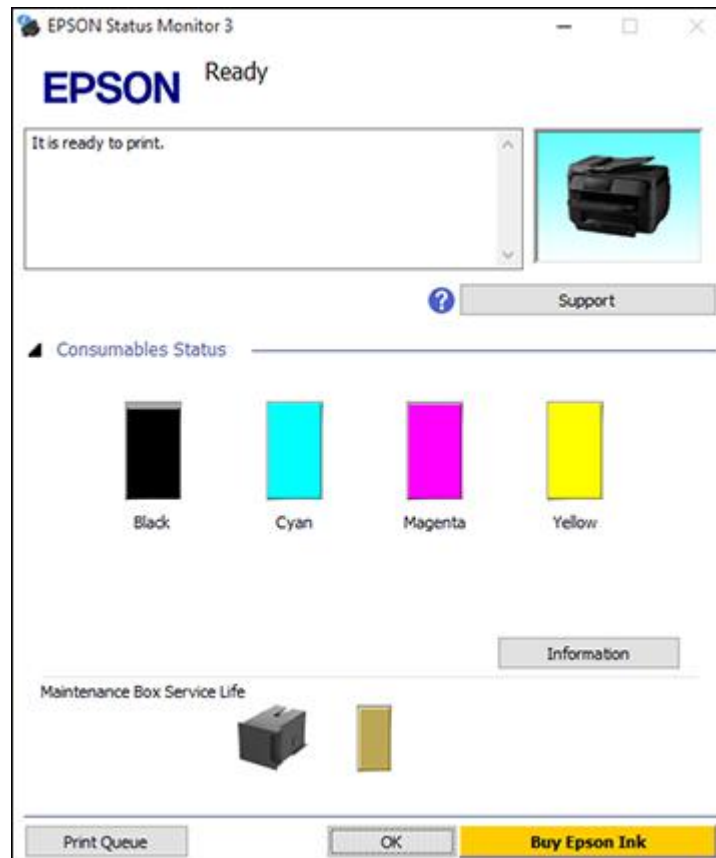 EPSON Status Monitor 3
EPSON
Ready
It is ready to print.
?
Support
Consumables Status
Black Cyan Magenta Yellow
Information
Maintenance Box Service Life
Print Queue OK Buy Epson Ink